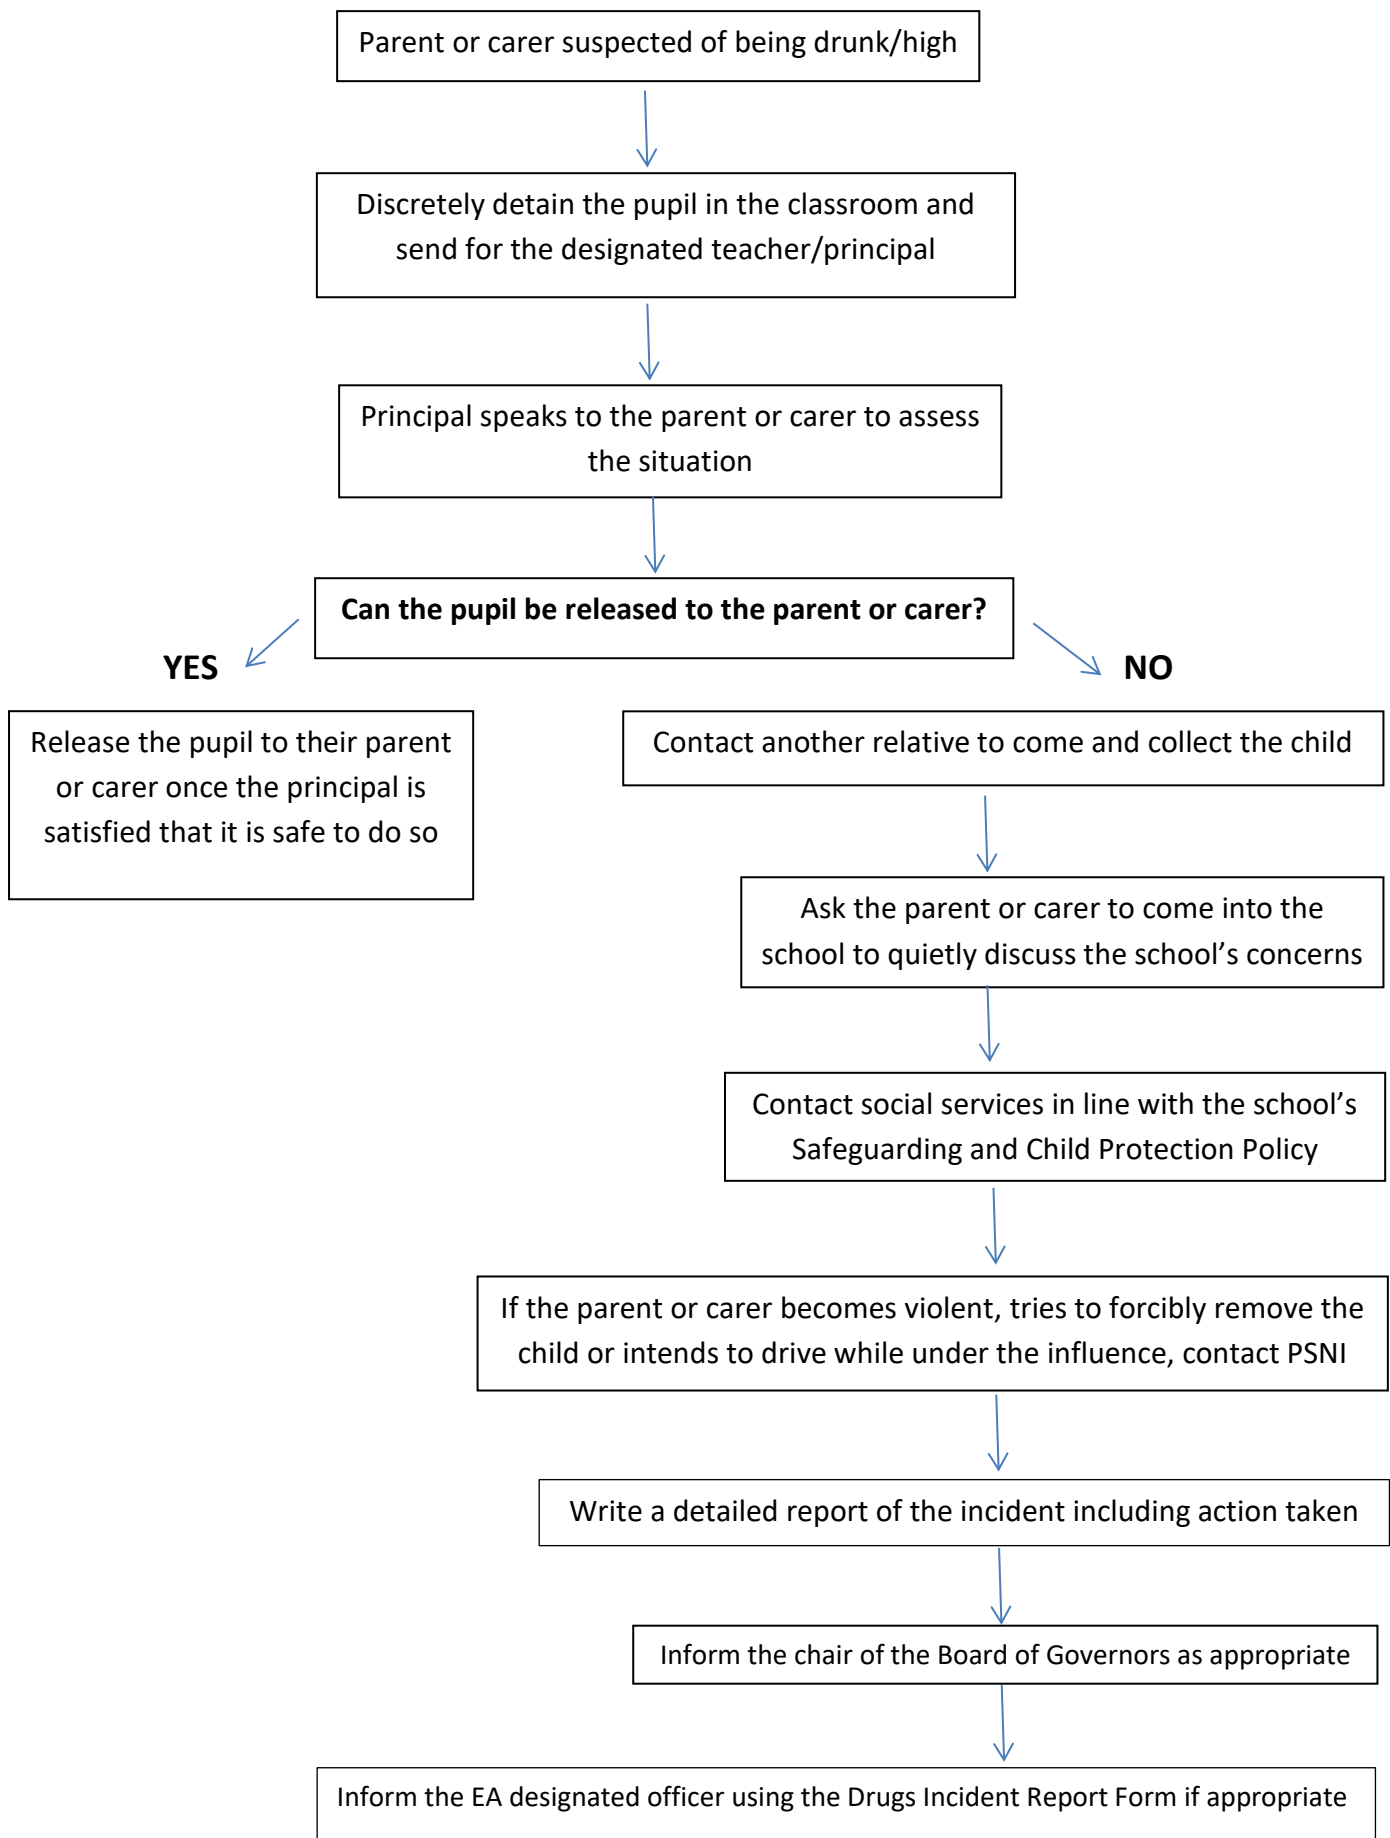 Parent or carer suspected of being drunk/high
Discretely detain the pupil in the classroom and
send for the designated teacher/principal
Principal speaks to the parent or carer to assess
the situation
Can the pupil be released to the parent or carer?
YES
NO
Release the pupil to their parent
or carer once the principal is
satisfied that it is safe to do so
Contact another relative to come and collect the child
Ask the parent or carer to come into the
school to quietly discuss the school’s concerns
Contact social services in line with the school’s
Safeguarding and Child Protection Policy
If the parent or carer becomes violent, tries to forcibly remove the
child or intends to drive while under the influence, contact PSNI
Write a detailed report of the incident including action taken
Inform the chair of the Board of Governors as appropriate
Inform the EA designated officer using the Drugs Incident Report Form if appropriate